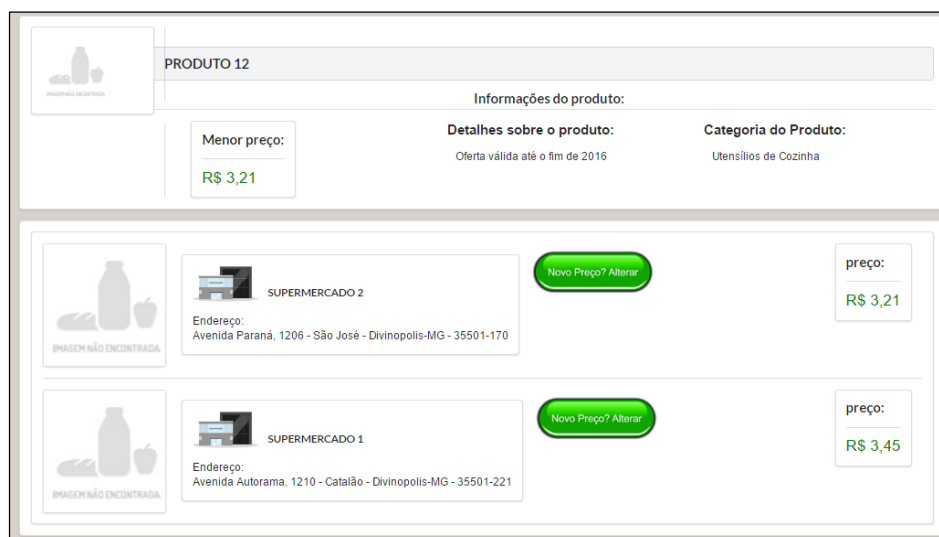 IMAGEM NÃO ENCONTRADA
PRODUTO 12
Informações do produto:
Menor preço:
R$ 3,21
Detalhes sobre o produto:
Oferta válida até o fim de 2016
Categoria do Produto:
Utensílios de Cozinha
IMAGEM NÃO ENCONTRADA
SUPERMERCADO 2
Endereço:
Avenida Paraná, 1206 - São José - Divinopolis-MG - 35501-170
Novo Preço? Alterar
preço:
R$ 3,21
IMAGEM NÃO ENCONTRADA
SUPERMERCADO 1
Endereço:
Avenida Autorama, 1210 - Catalão - Divinopolis-MG - 35501-221
Novo Preço? Alterar
preço:
R$ 3,45